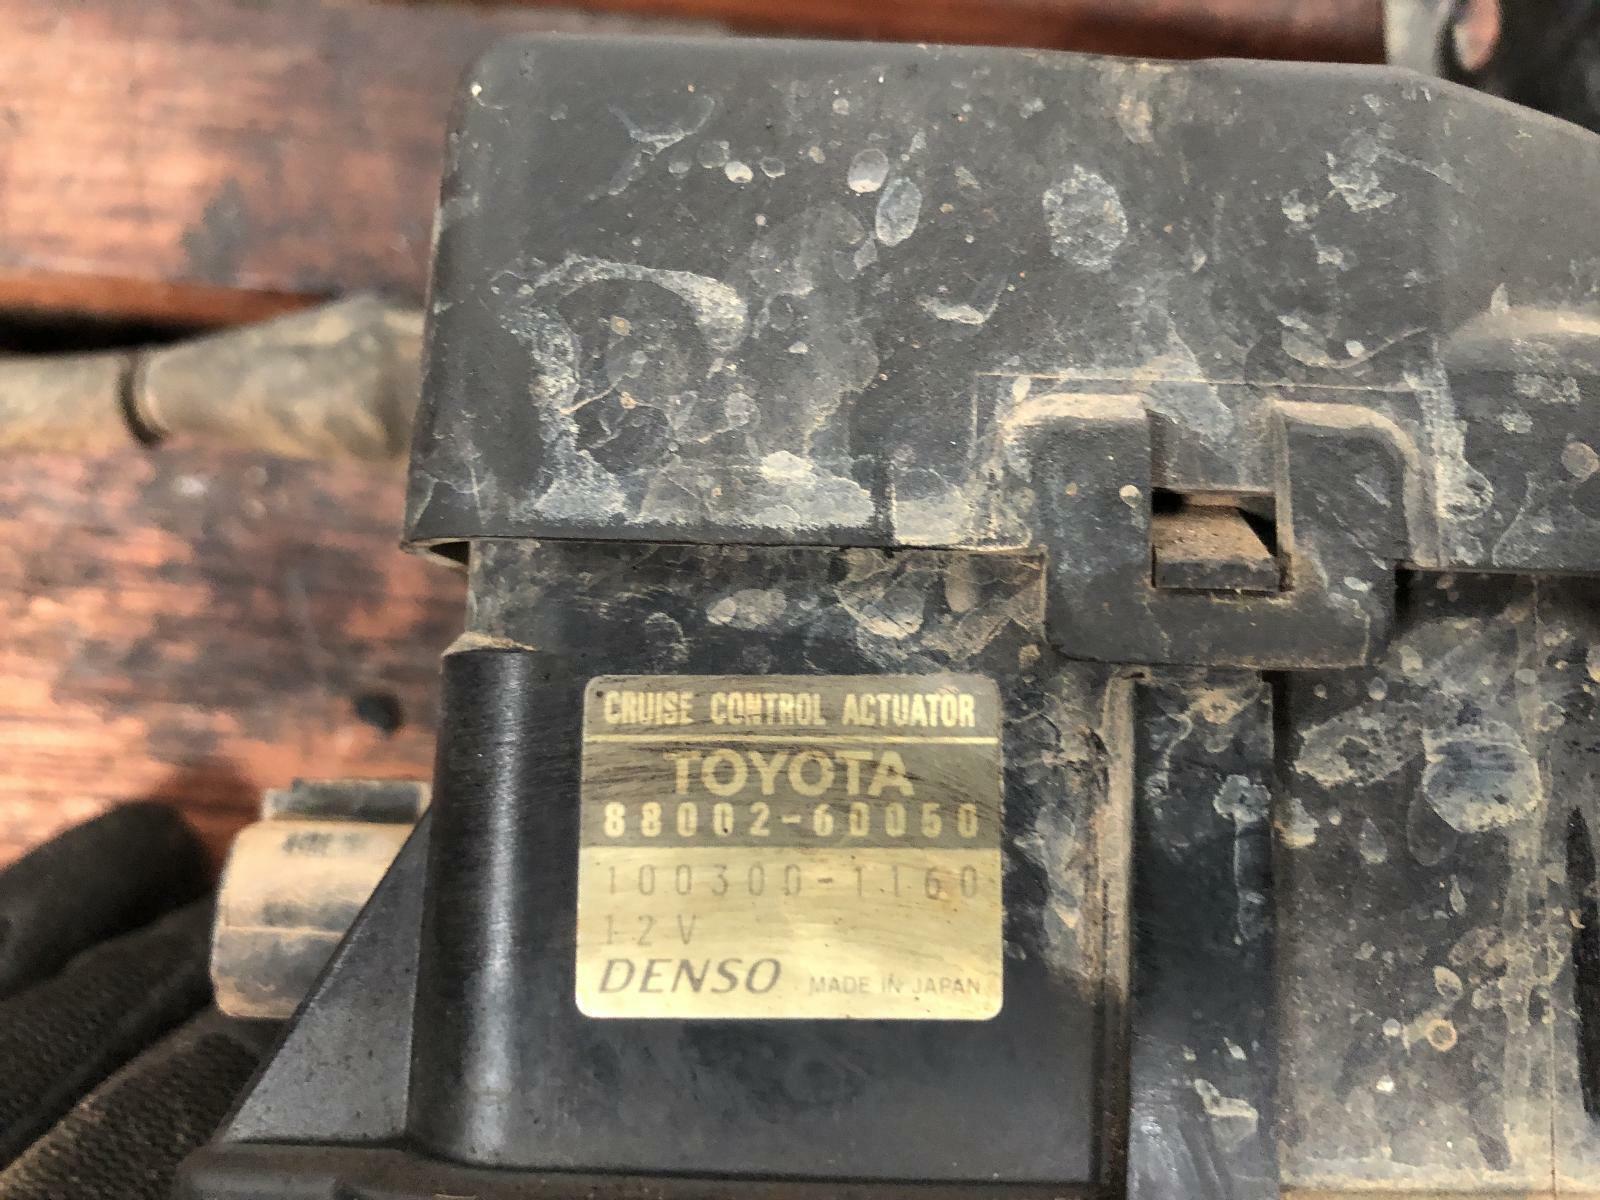 CRUISE CONTROL ACTUATOR
TOYOTA
88002-60050
100300-1160
12V
DENSO MADE IN JAPAN